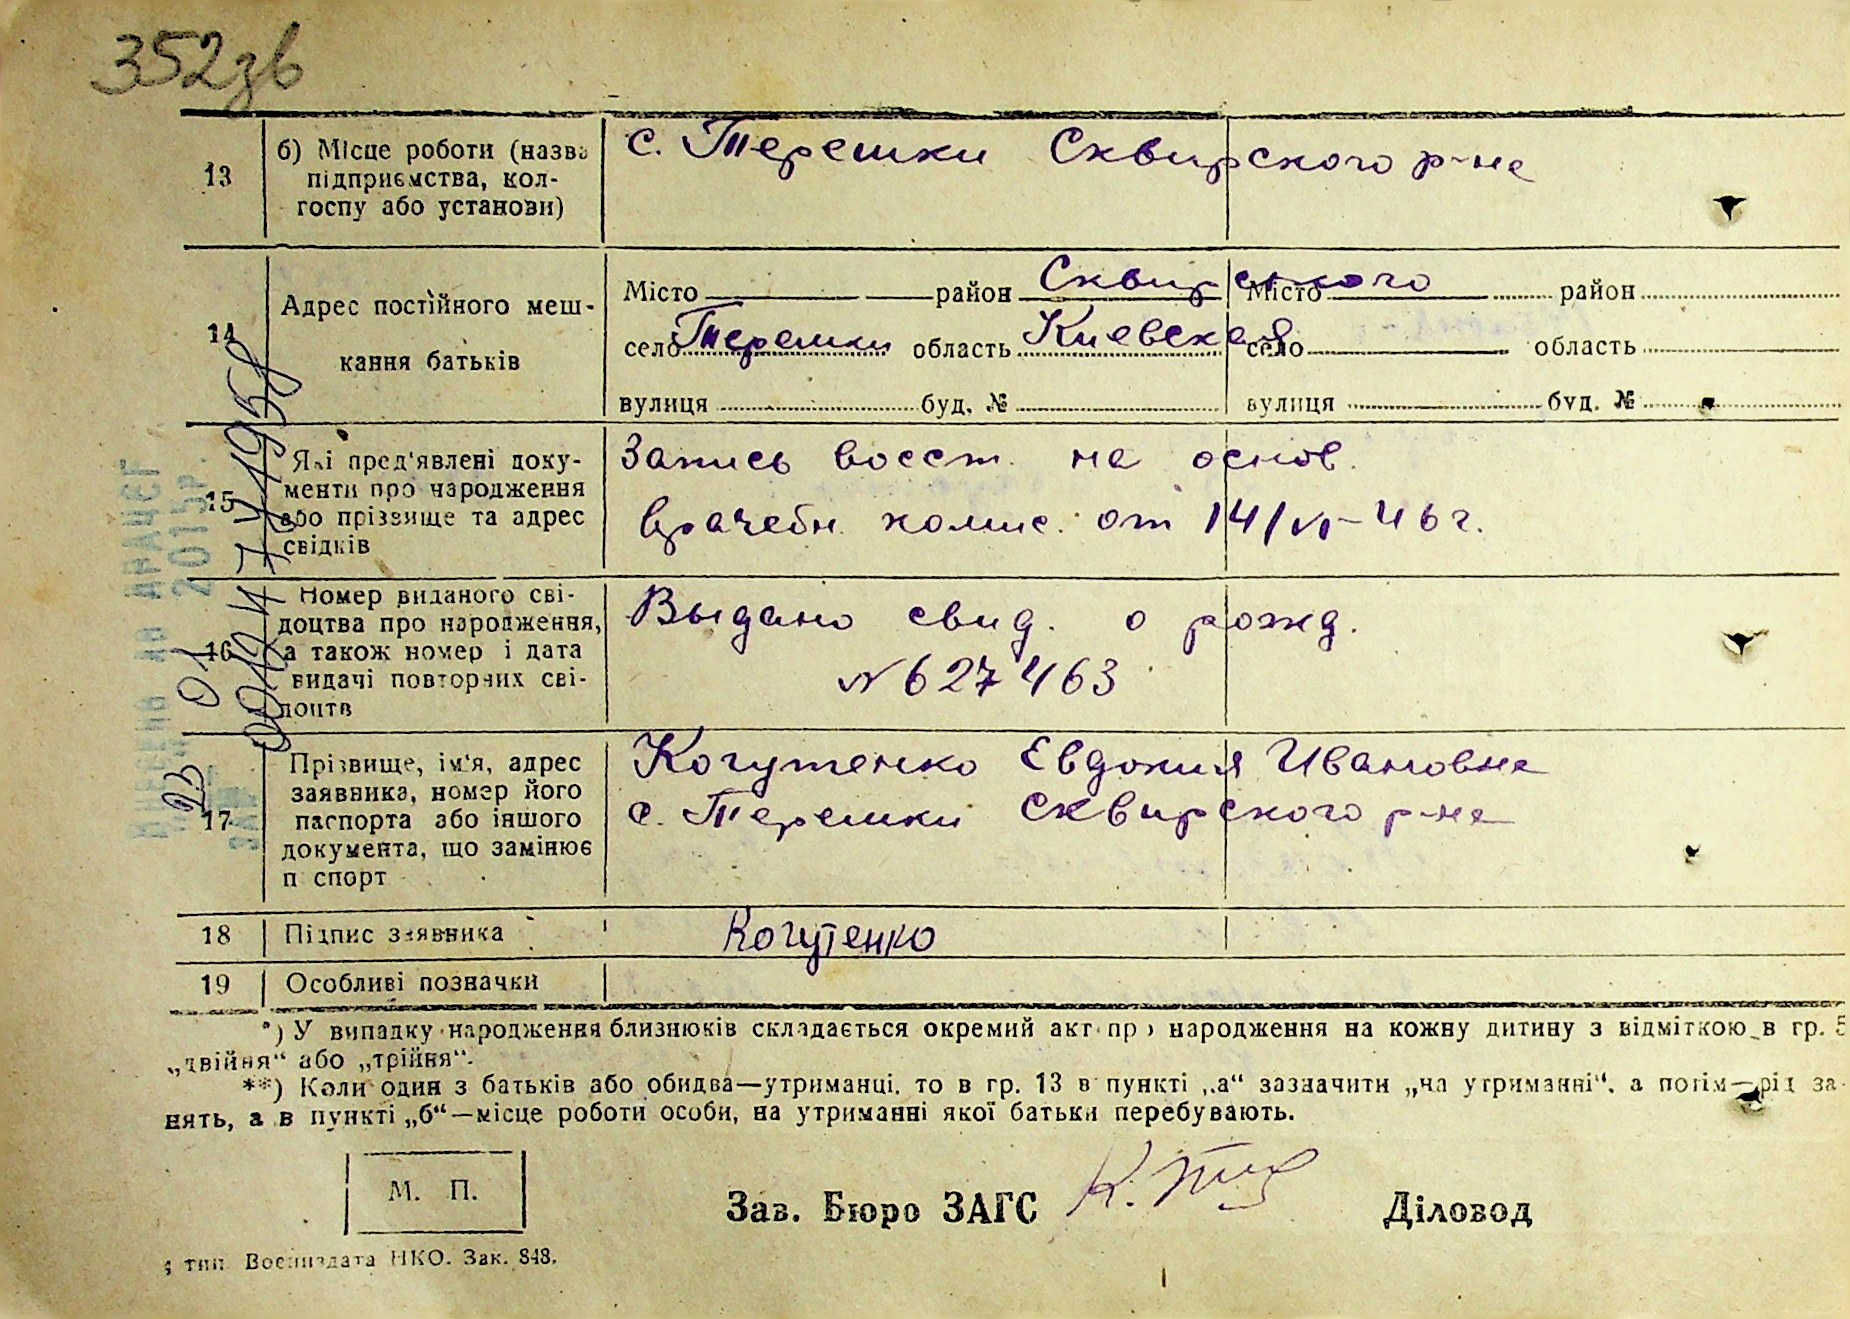 352зв
13 б) Місце роботи (назва підприємства, колгоспу або установи)
с. Терешки Сквирского р-на
14 Адрес постійного мешкання батьків
Місто район Сквирского Місто район
село Терешки область Киевская село область
вулиця буд. № вулиця буд. №
15 Які пред'явлені документи про народження або прізвище та адрес свідків
Запись восст. на основ.
врачебн. комис. от 14/VI-46 г.
16 Номер виданого свідоцтва про народження, а також номер і дата видачі повторних свідоцтв
Выдано свид. о рожд.
№ 627463
17 Прізвище, ім'я, адрес заявника, номер його паспорта або іншого документа, що замінює паспорт
Когутенко Евдокия Ивановна
с. Терешки Сквирского р-на
18 Підпис заявника
Когутенко
19 Особливі позначки
*) У випадку народження близнюків складається окремий акт про народження на кожну дитину з відміткою в гр. 5
„двійня“ або „трійня“.
**) Коли один з батьків або обидва—утриманці, то в гр. 13 в пункті „а“ зазначити „на утриманні“, а потім—рід за-
нять, а в пункті „б“—місце роботи особи, на утриманні якої батьки перебувають.
М. П.
Зав. Бюро ЗАГС
Діловод
тип. Воениздата НКО. Зак. 848.